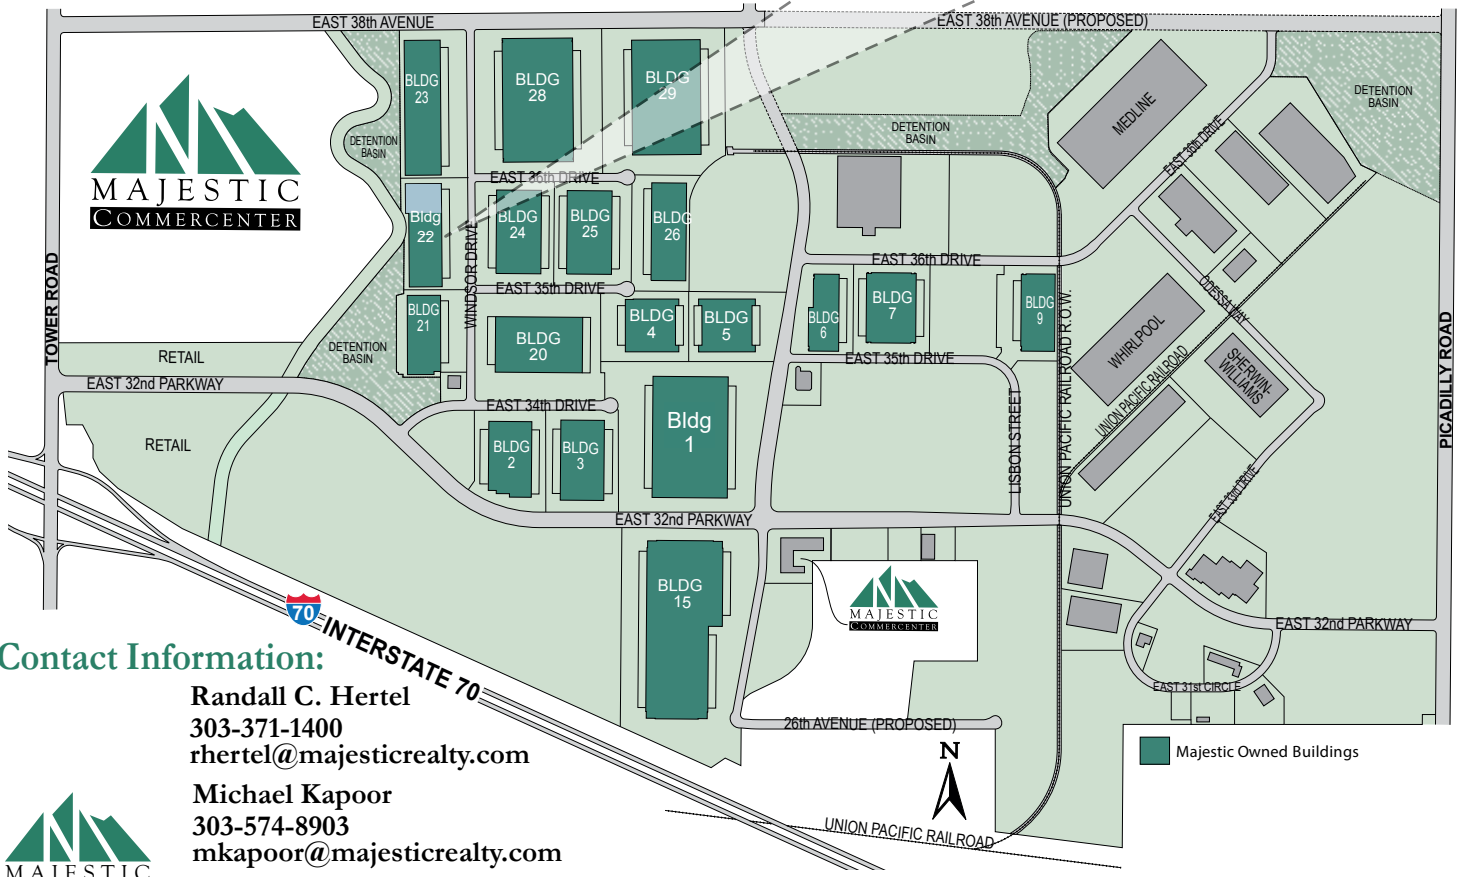 EAST 38th AVENUE
EAST 38th AVENUE (PROPOSED)
MAJESTIC
COMMERCENTER
TOWER ROAD
DETENTION
BASIN
BLDG
23
BLDG
28
BLDG
29
DETENTION
BASIN
MEDLINE
DETENTION
BASIN
EAST 36th DRIVE
EAST 36th DRIVE
Bldg
22
BLDG
24
BLDG
25
BLDG
26
WINDSOR DRIVE
EAST 36th DRIVE
EAST 35th DRIVE
BLDG
21
BLDG
20
BLDG
4
BLDG
5
BLDG
6
BLDG
7
BLDG
9
ODESSA WAY
WHIRLPOOL
SHERWIN-
WILLIAMS
UNION PACIFIC RAILROAD
UNION PACIFIC RAILROAD R.O.W.
PICADILLY ROAD
RETAIL
DETENTION
BASIN
EAST 35th DRIVE
EAST 32nd PARKWAY
EAST 34th DRIVE
RETAIL
BLDG
2
BLDG
3
Bldg
1
LISBON STREET
EAST 33rd DRIVE
EAST 32nd PARKWAY
BLDG
15
MAJESTIC
COMMERCENTER
EAST 32nd PARKWAY
EAST 31st CIRCLE
70
INTERSTATE 70
26th AVENUE (PROPOSED)
N
Majestic Owned Buildings
UNION PACIFIC RAILROAD
Contact Information:
Randall C. Hertel
303-371-1400
rhertel@majesticrealty.com
Michael Kapoor
303-574-8903
mkapoor@majesticrealty.com
MAJESTIC